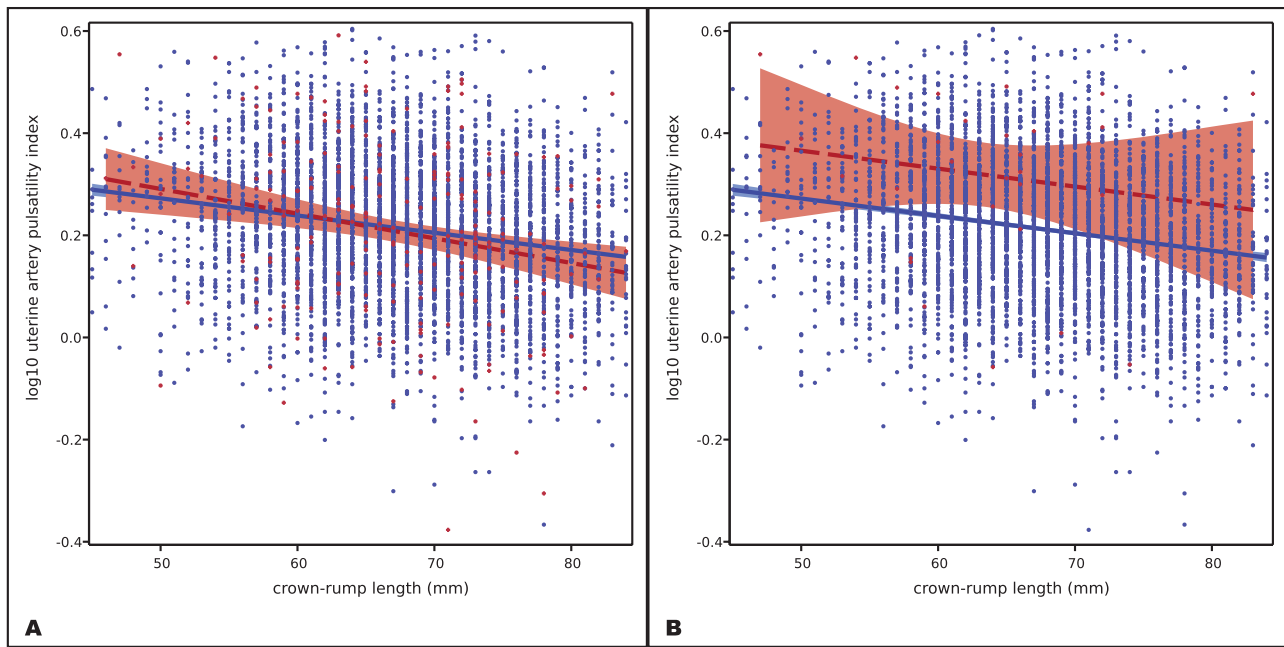 log10 uterine artery pulsatility index
0.6
0.4
0.2
0.0
-0.2
-0.4
50 60 70 80
crown-rump length (mm)
A
log10 uterine artery pulsatility index
0.6
0.4
0.2
0.0
-0.2
-0.4
50 60 70 80
crown-rump length (mm)
B